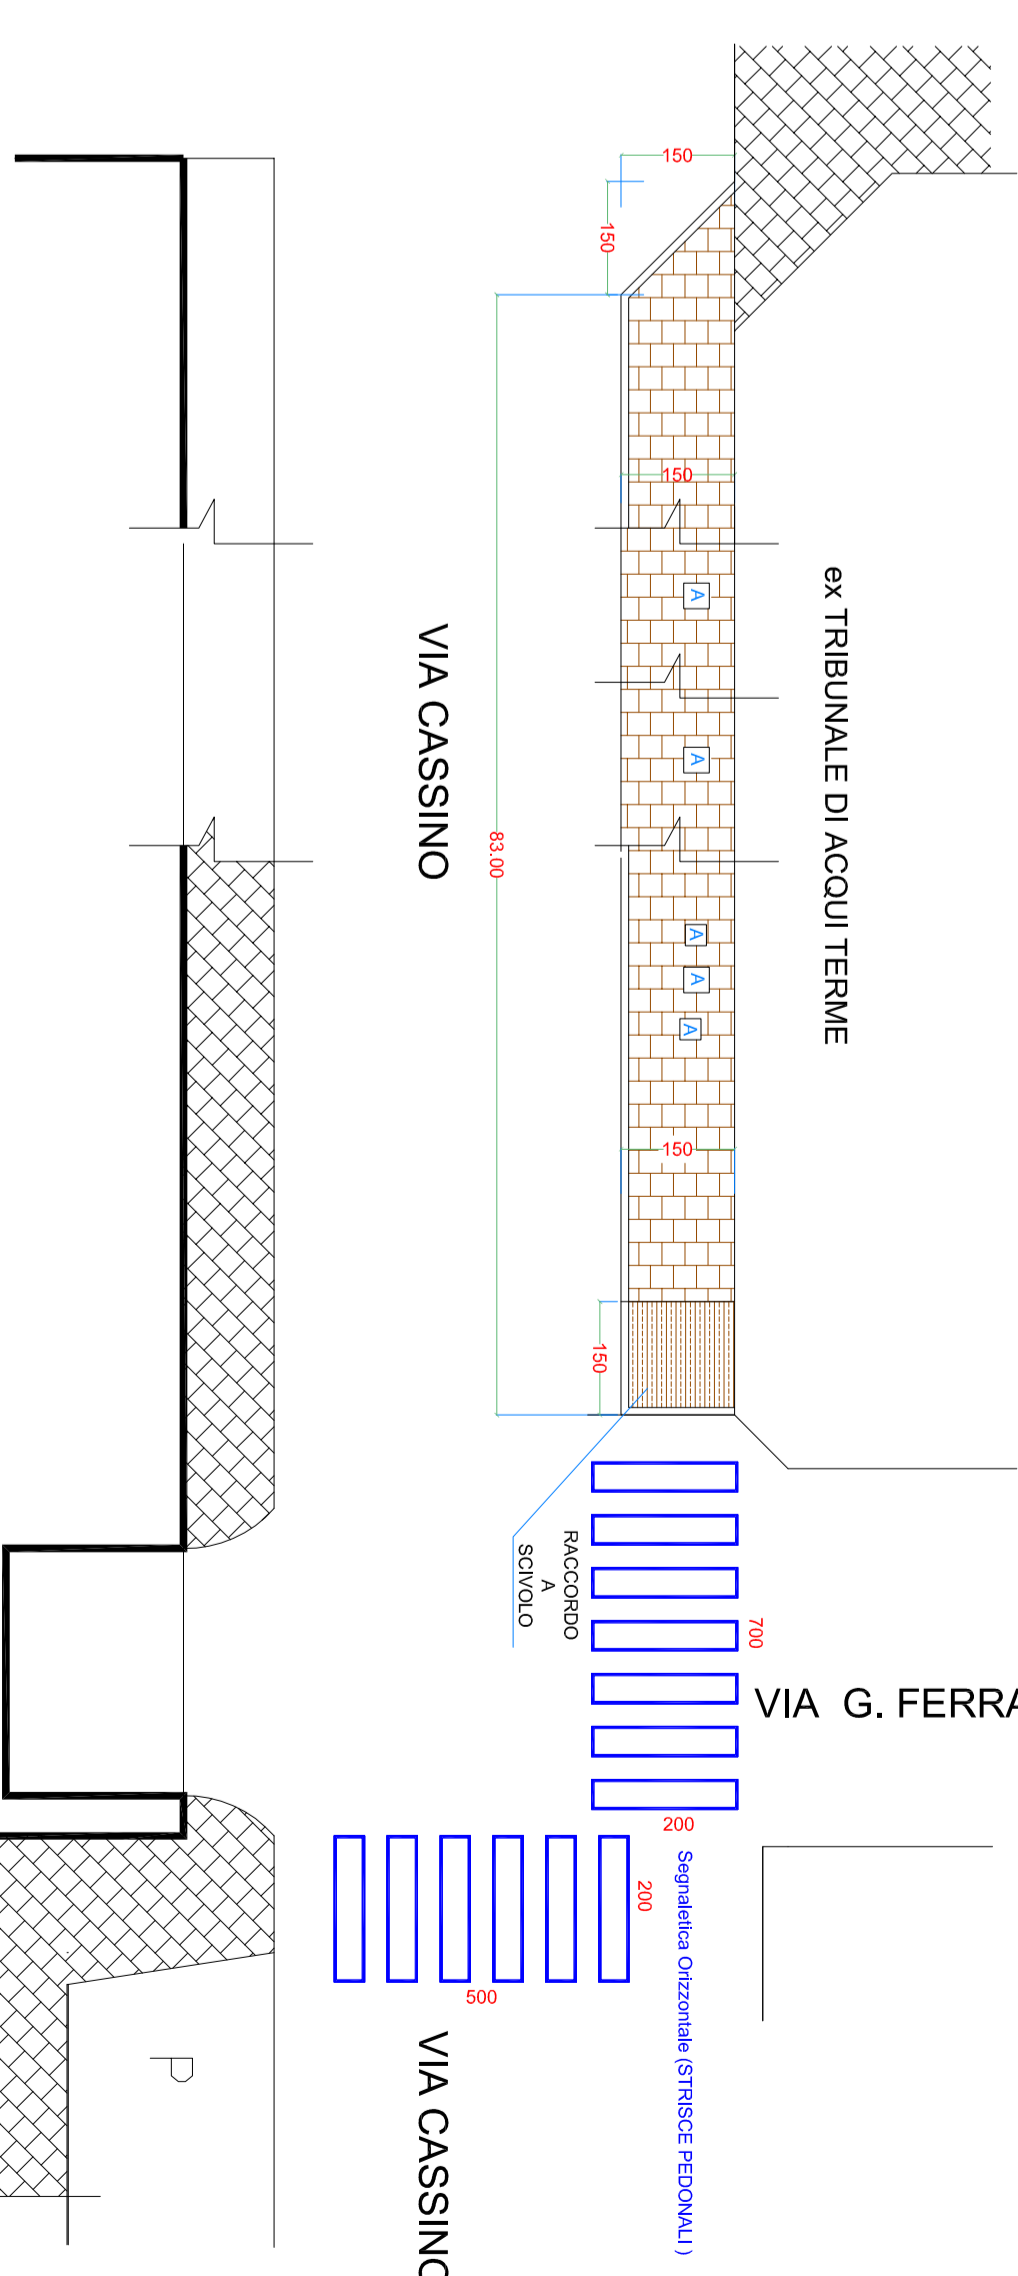 150
150
150
ex TRIBUNALE DI ACQUI TERME
A
VIA CASSINO
A
83.00
A
A
A
150
150
RACCORDO
A
SCIVOLO
700
VIA G. FERRA
200
200
Segnaletica Orizzontale (STRISCE PEDONALI )
500
VIA CASSINO
P